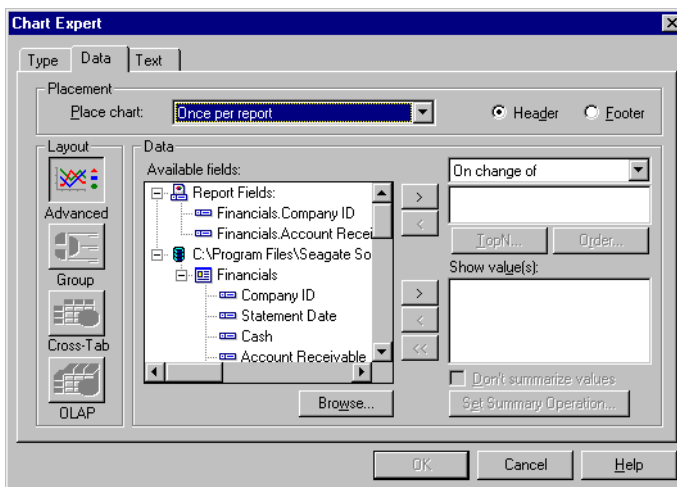 Chart Expert
Type Data Text
Placement
Place chart: Once per report Header Footer
Layout
Advanced
Group
Cross-Tab
OLAP
Data
Available fields:
Report Fields:
Financials.Company ID
Financials.Account Recei
C:\Program Files\Seagate So
Financials
Company ID
Statement Date
Cash
Account Receivable
Browse...
>
<
>
<
<<
On change of
TopN... Order...
Show value(s):
Don't summarize values
Set Summary Operation...
OK Cancel Help